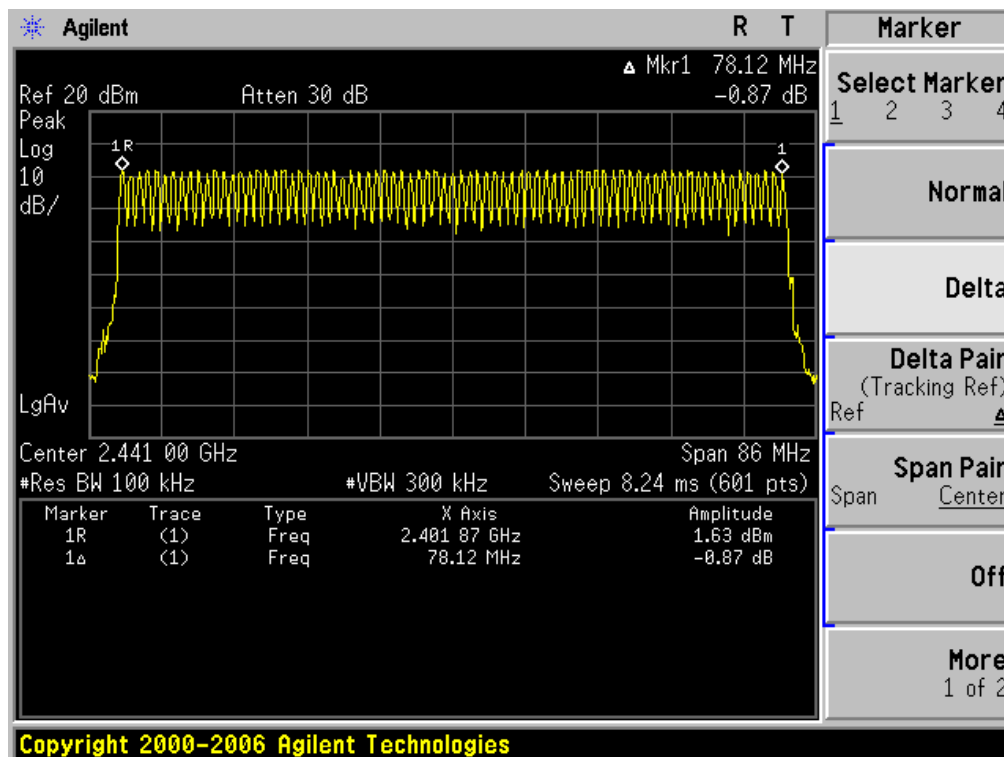 Agilent R T
△ Mkr1 78.12 MHz
Ref 20 dBm Atten 30 dB -0.87 dB
Peak
Log
10
dB/
1R
1
LgAv
Center 2.441 00 GHz Span 86 MHz
#Res BW 100 kHz #VBW 300 kHz Sweep 8.24 ms (601 pts)
Marker Trace Type X Axis Amplitude
1R (1) Freq 2.401 87 GHz 1.63 dBm
1△ (1) Freq 78.12 MHz -0.87 dB
Copyright 2000-2006 Agilent Technologies
Marker
Select Marker
1 2 3 4
Normal
Delta
Delta Pair
(Tracking Ref)
Ref △
Span Pair
Span Center
Off
More
1 of 2